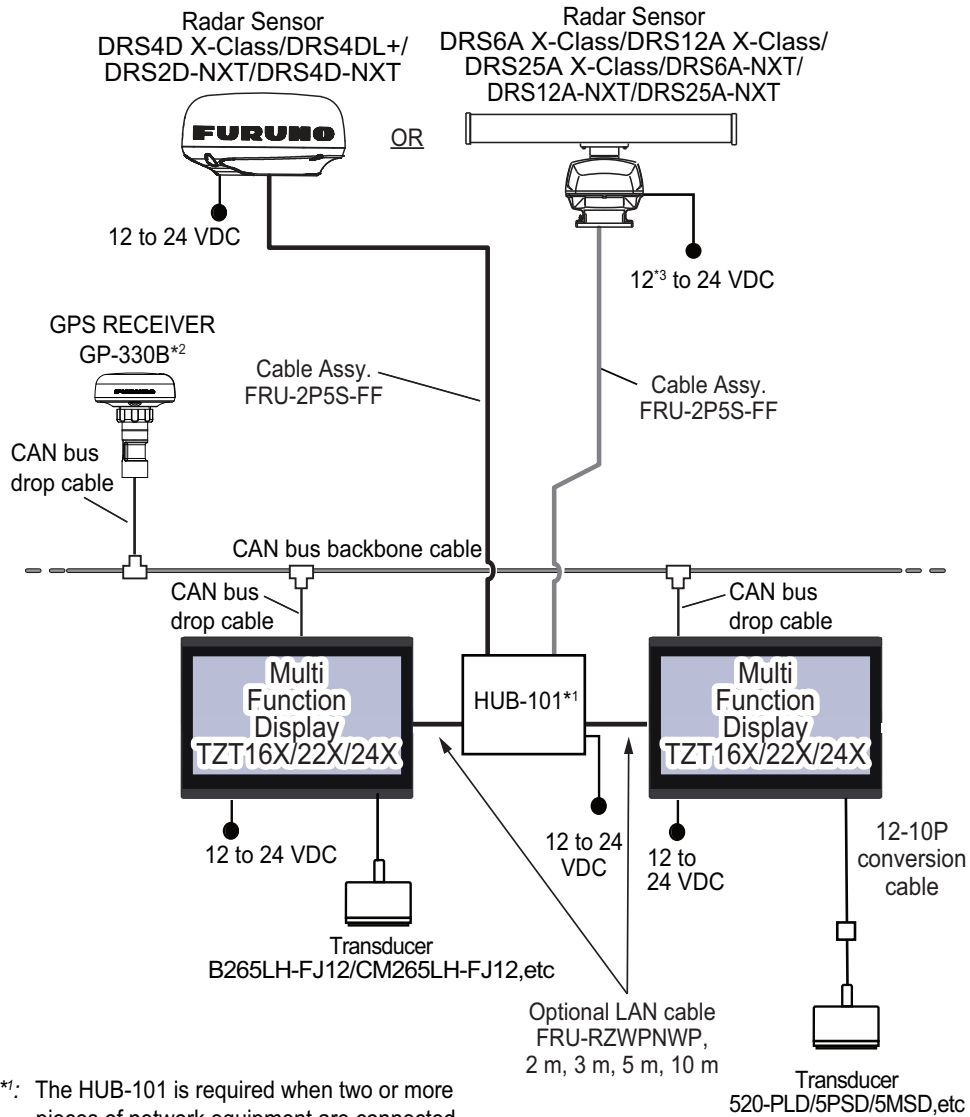 Radar Sensor
DRS4D X-Class/DRS4DL+/
DRS2D-NXT/DRS4D-NXT
Radar Sensor
DRS6A X-Class/DRS12A X-Class/
DRS25A X-Class/DRS6A-NXT/
DRS12A-NXT/DRS25A-NXT
FURUNO
OR
12 to 24 VDC
12*3 to 24 VDC
GPS RECEIVER
GP-330B*2
FURUNO
Cable Assy.
FRU-2P5S-FF
Cable Assy.
FRU-2P5S-FF
CAN bus
drop cable
CAN bus backbone cable
CAN bus
drop cable
CAN bus
drop cable
Multi
Function
Display
TZT16X/22X/24X
HUB-101*1
Multi
Function
Display
TZT16X/22X/24X
12 to 24 VDC
12 to 24
VDC
12 to
24 VDC
12-10P
conversion
cable
Transducer
B265LH-FJ12/CM265LH-FJ12,etc
Optional LAN cable
FRU-RZWPNWP,
2 m, 3 m, 5 m, 10 m
Transducer
520-PLD/5PSD/5MSD,etc
*1: The HUB-101 is required when two or more